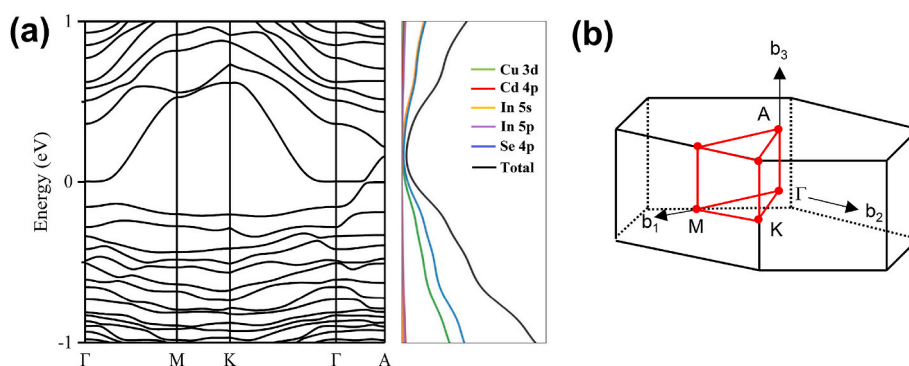 (a)
1
0
-1
Energy (eV)
Γ M K Γ A
Cu 3d
Cd 4p
In 5s
In 5p
Se 4p
Total
(b)
b3
A
Γ
b1
M
K
b2